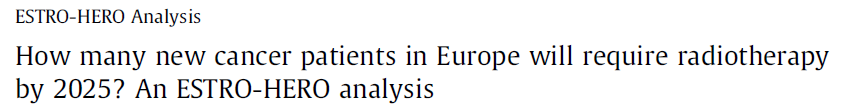 ESTRO-HERO Analysis
How many new cancer patients in Europe will require radiotherapy
by 2025? An ESTRO-HERO analysis